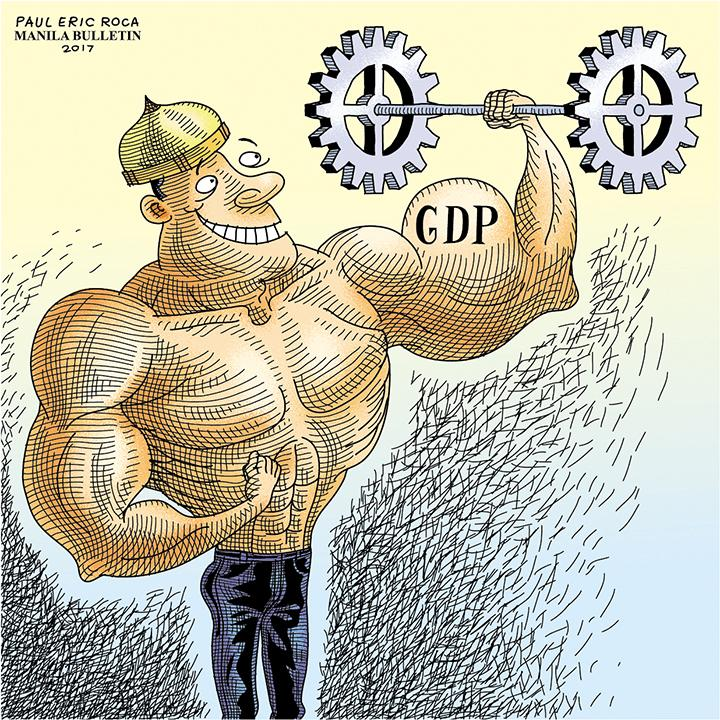 PAUL ERIC ROCA
MANILA BULLETIN
2017
GDP